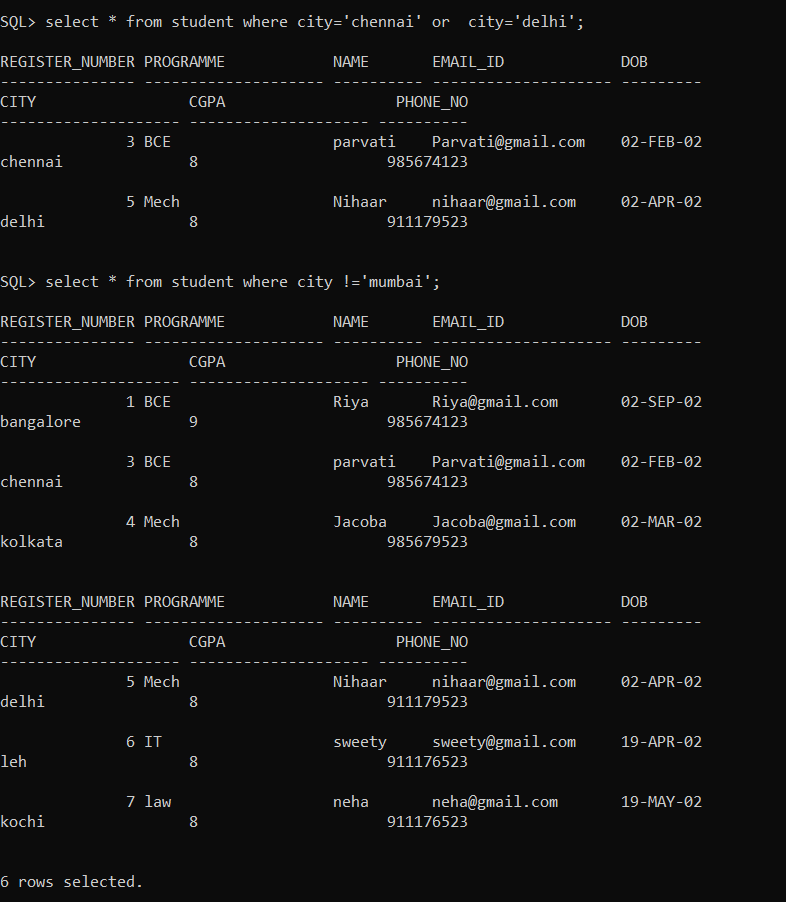 SQL> select * from student where city='chennai' or  city='delhi';
REGISTER_NUMBER PROGRAMME            NAME       EMAIL_ID             DOB
--------------- -------------------- ---------- -------------------- ---------
CITY                 CGPA                   PHONE_NO
-------------------- -------------------- ----------
              3 BCE                  parvati    Parvati@gmail.com    02-FEB-02
chennai              8                     985674123
              5 Mech                 Nihaar     nihaar@gmail.com     02-APR-02
delhi                8                     911179523
SQL> select * from student where city !='mumbai';
REGISTER_NUMBER PROGRAMME            NAME       EMAIL_ID             DOB
--------------- -------------------- ---------- -------------------- ---------
CITY                 CGPA                   PHONE_NO
-------------------- -------------------- ----------
              1 BCE                  Riya       Riya@gmail.com       02-SEP-02
bangalore            9                     985674123
              3 BCE                  parvati    Parvati@gmail.com    02-FEB-02
chennai              8                     985674123
              4 Mech                 Jacoba     Jacoba@gmail.com     02-MAR-02
kolkata              8                     985679523
REGISTER_NUMBER PROGRAMME            NAME       EMAIL_ID             DOB
--------------- -------------------- ---------- -------------------- ---------
CITY                 CGPA                   PHONE_NO
-------------------- -------------------- ----------
              5 Mech                 Nihaar     nihaar@gmail.com     02-APR-02
delhi                8                     911179523
              6 IT                   sweety     sweety@gmail.com     19-APR-02
leh                  8                     911176523
              7 law                  neha       neha@gmail.com       19-MAY-02
kochi                8                     911176523
6 rows selected.